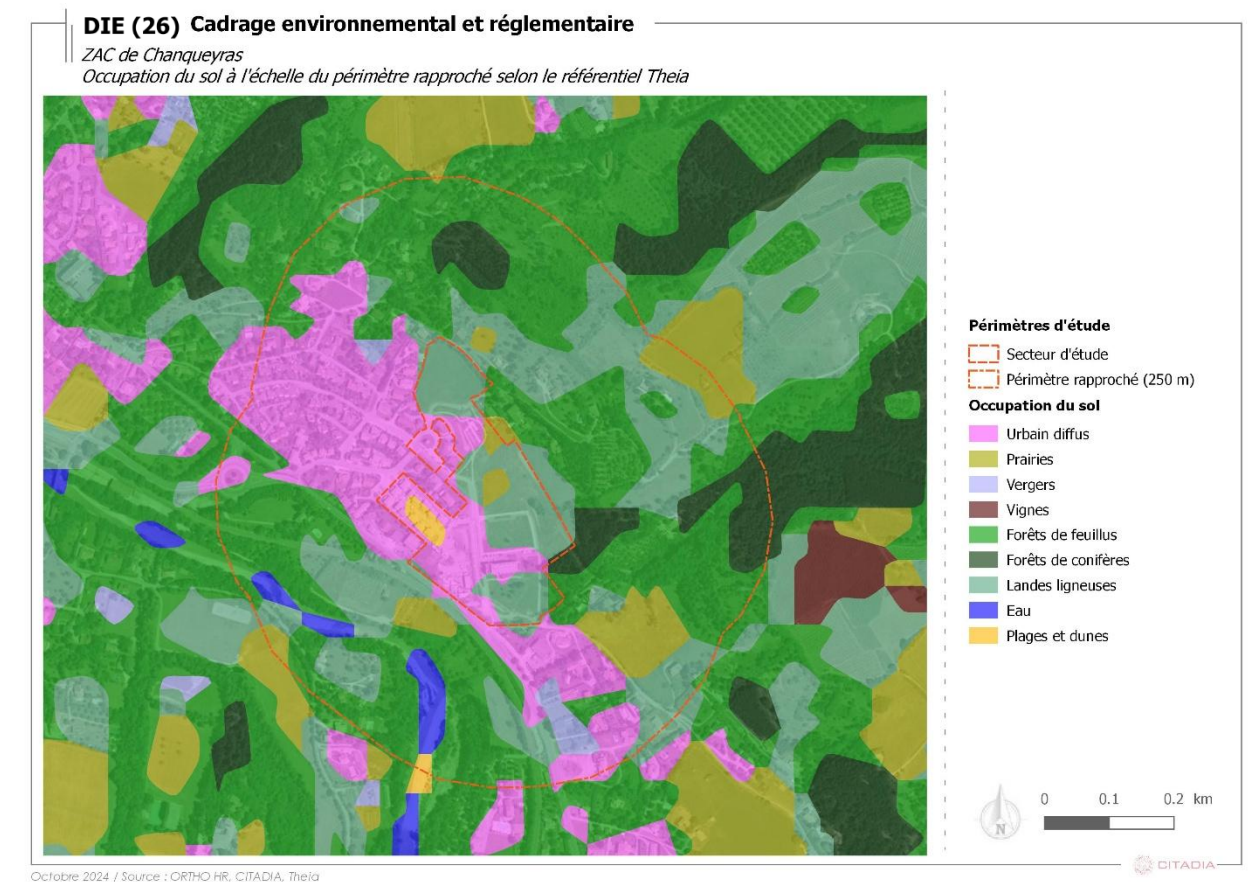 DIE (26) Cadrage environnemental et réglementaire
ZAC de Chanqueyras
Occupation du sol à l'échelle du périmètre rapproché selon le référentiel Theia
Périmètres d'étude
Secteur d'étude
Périmètre rapproché (250 m)
Occupation du sol
Urbain diffus
Prairies
Vergers
Vignes
Forêts de feuillus
Forêts de conifères
Landes ligneuses
Eau
Plages et dunes
N
0 0.1 0.2 km
CITADIA
Octobre 2024 / Source : ORTHO HR, CITADIA, Theia